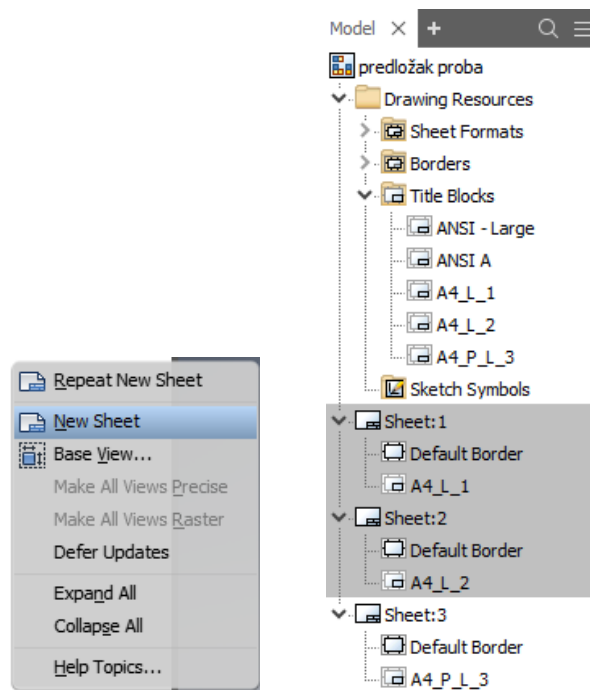 Repeat New Sheet
New Sheet
Base View...
Make All Views Precise
Make All Views Raster
Defer Updates
Expand All
Collapse All
Help Topics...
Model
predložak proba
Drawing Resources
Sheet Formats
Borders
Title Blocks
ANSI - Large
ANSI A
A4_L_1
A4_L_2
A4_P_L_3
Sketch Symbols
Sheet:1
Default Border
A4_L_1
Sheet:2
Default Border
A4_L_2
Sheet:3
Default Border
A4_P_L_3